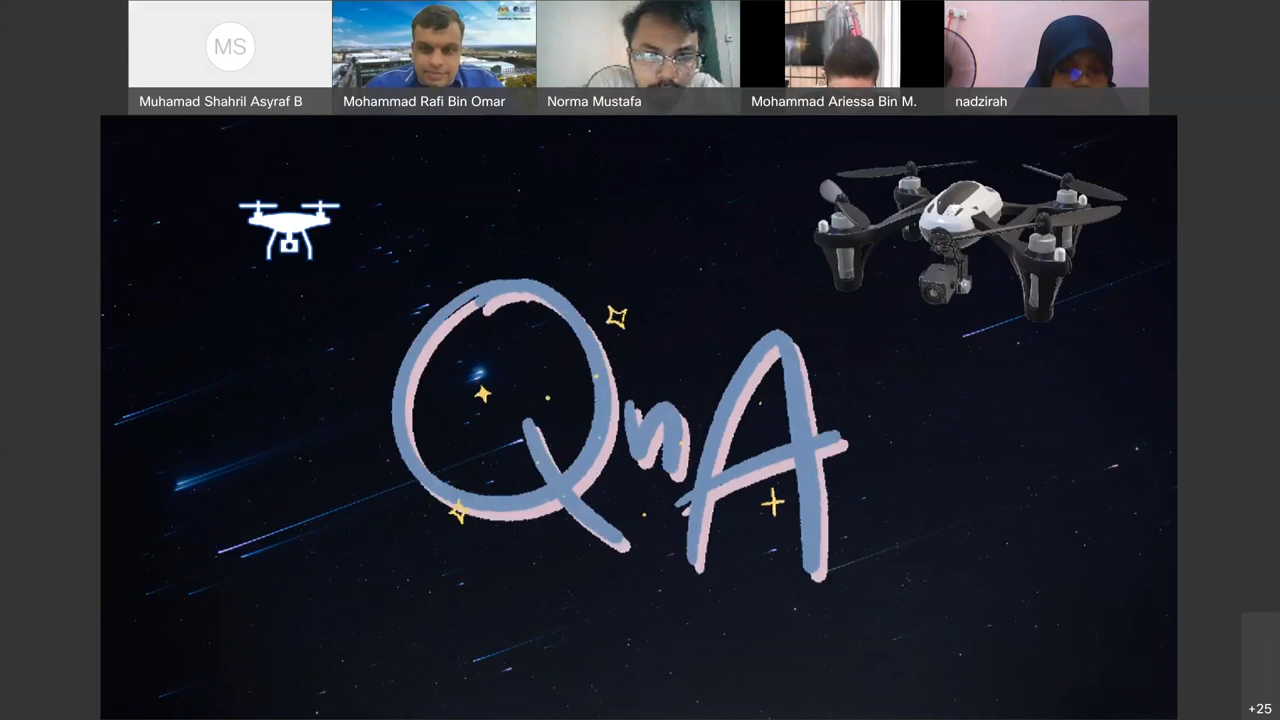 MS
Muhamad Shahril Asyraf B
Mohammad Rafi Bin Omar
Norma Mustafa
Mohammad Ariessa Bin M.
nadzirah
QnA
+25